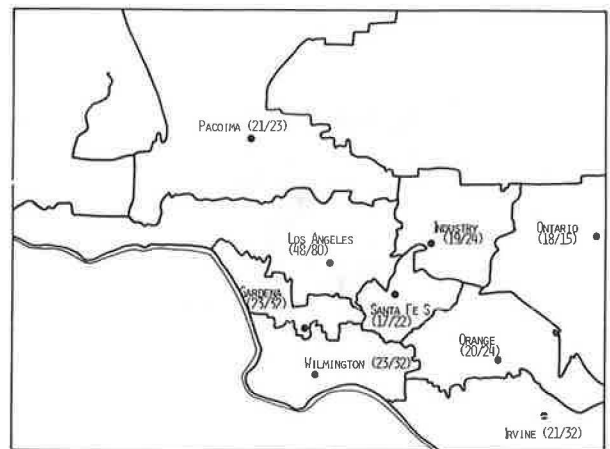 PACOIMA (21/23)
INDUSTRY
(19/24)
ONTARIO
(18/15)
LOS ANGELES
(48/80)
GARDENA
(23/32)
SANTA FE S.
(17/22)
ORANGE
(20/24)
WILMINGTON (23/32)
IRVINE (21/32)